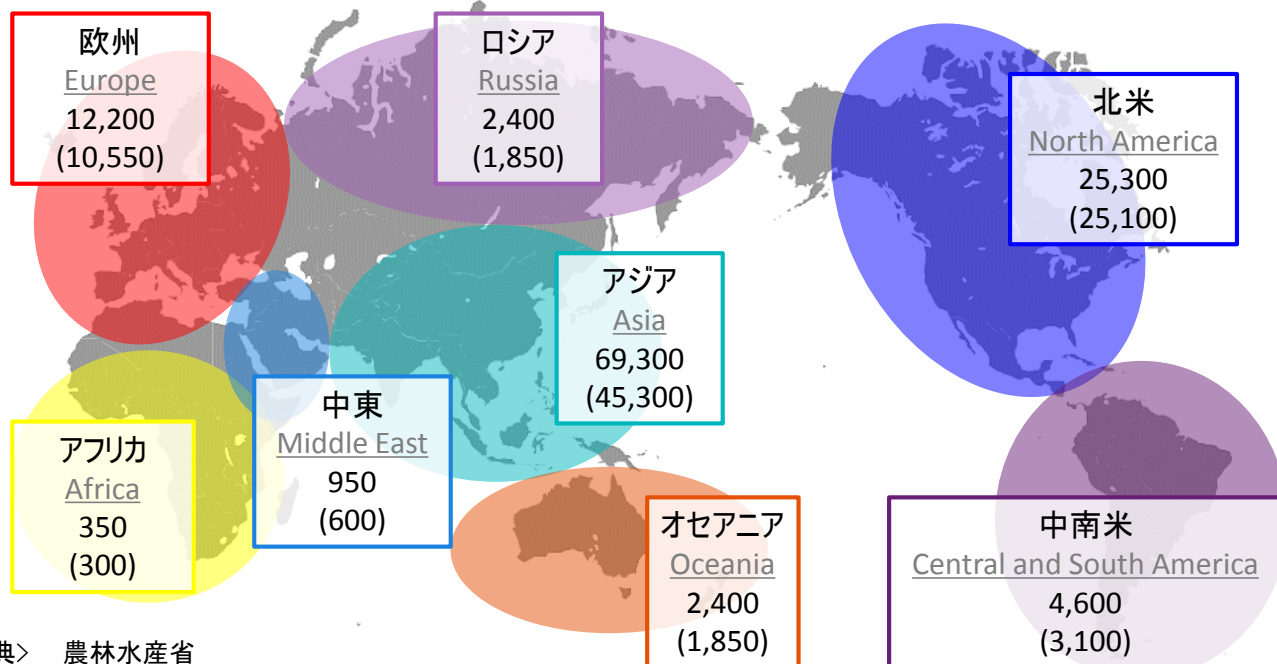 欧州
Europe
12,200
(10,550)
ロシア
Russia
2,400
(1,850)
北米
North America
25,300
(25,100)
アジア
Asia
69,300
(45,300)
中東
Middle East
950
(600)
アフリカ
Africa
350
(300)
オセアニア
Oceania
2,400
(1,850)
中南米
Central and South America
4,600
(3,100)
典> 農林水産省